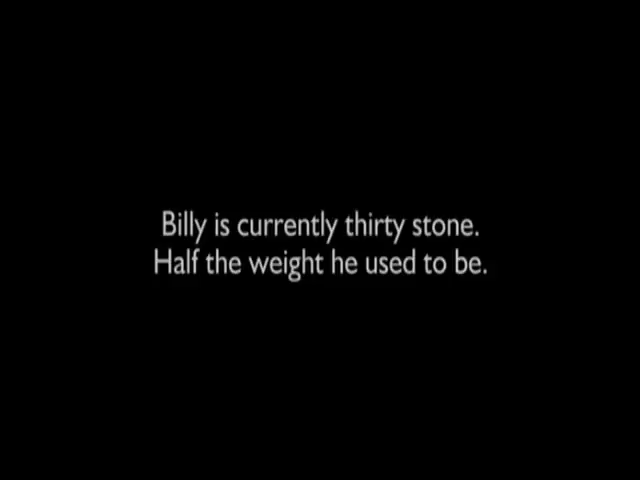 Billy is currently thirty stone.
Half the weight he used to be.